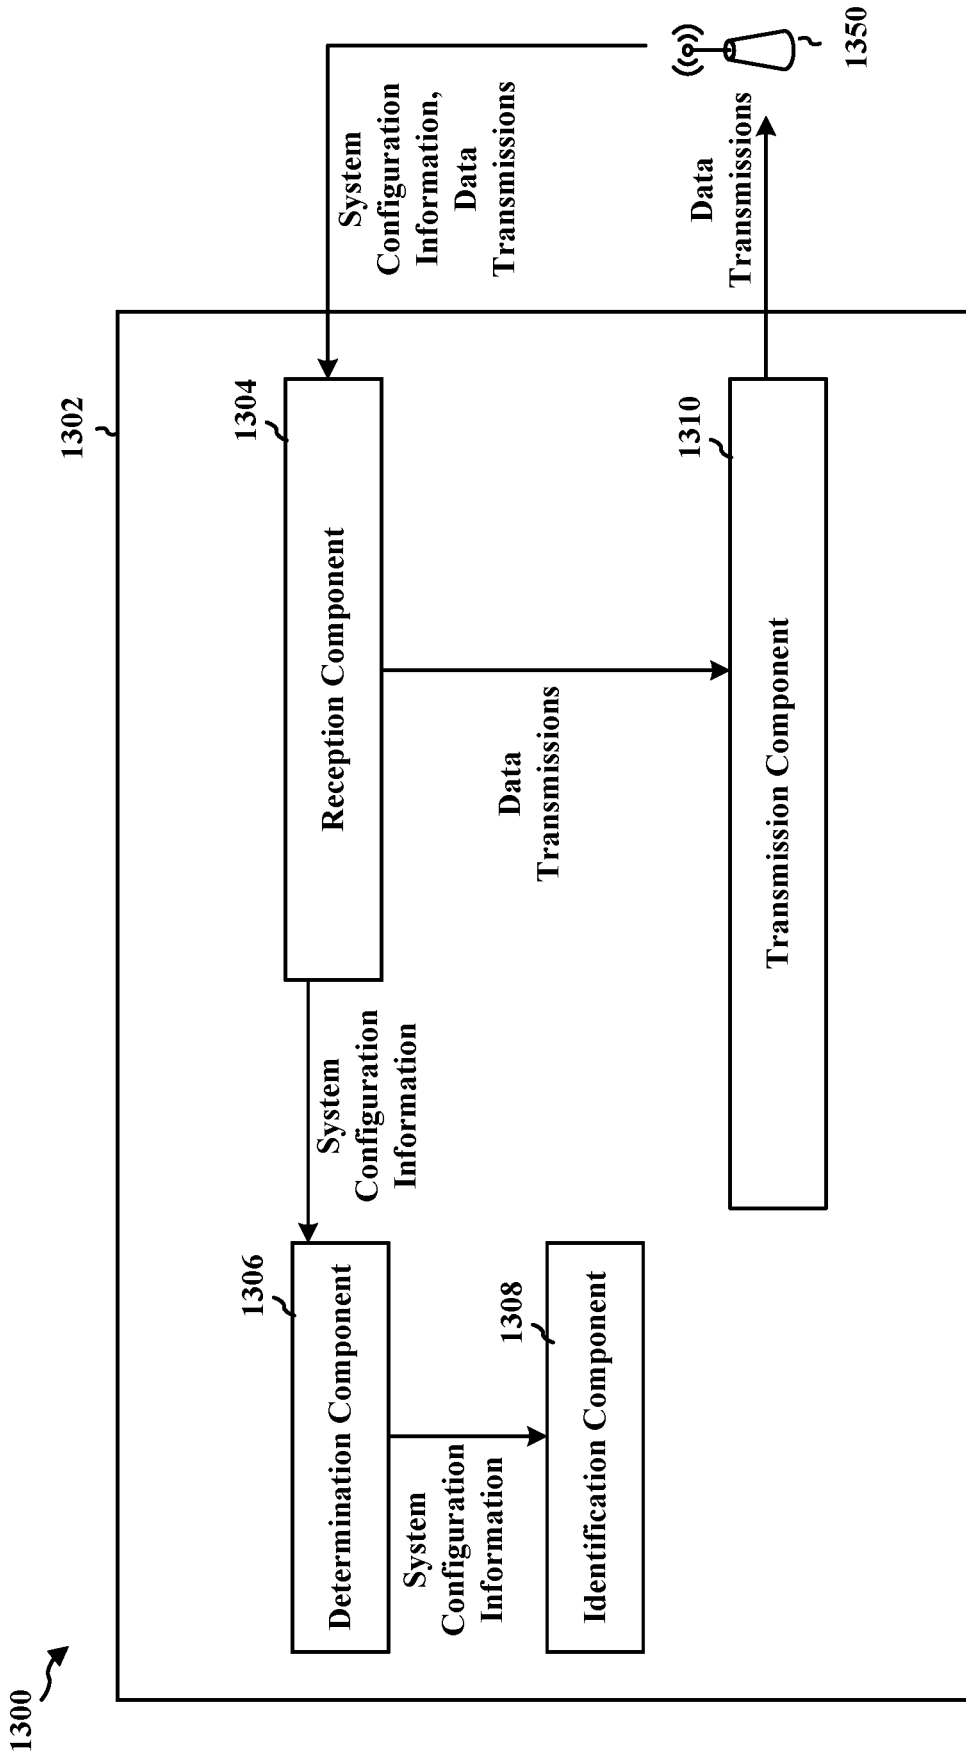 1300
1302
Determination Component
1306
System
Configuration
Information
Reception Component
1304
System
Configuration
Information,
Data
Transmissions
System
Configuration
Information
Identification Component
1308
Data
Transmissions
Transmission Component
1310
Data
Transmissions
1350